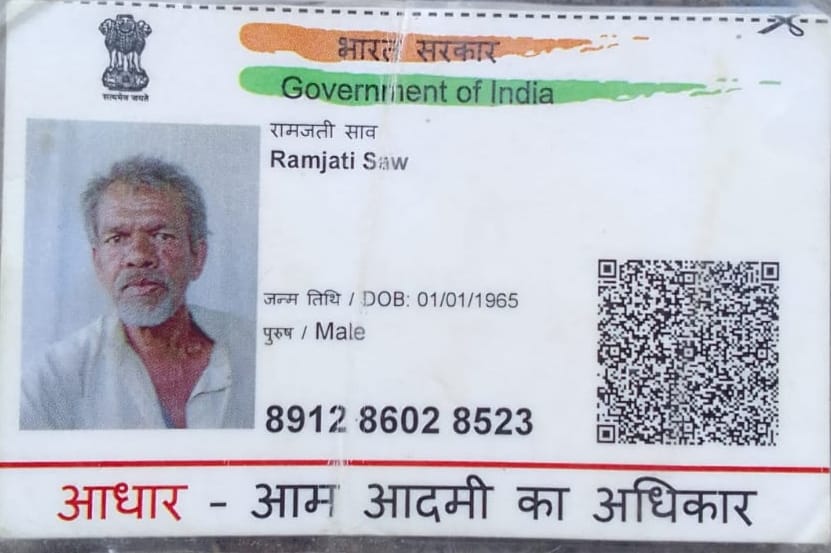 भारत सरकार
Government of India
सत्यमेव जयते
रामजती साव
Ramjati Saw
जन्म तिथि / DOB: 01/01/1965
पुरुष / Male
8912 8602 8523
आधार - आम आदमी का अधिकार